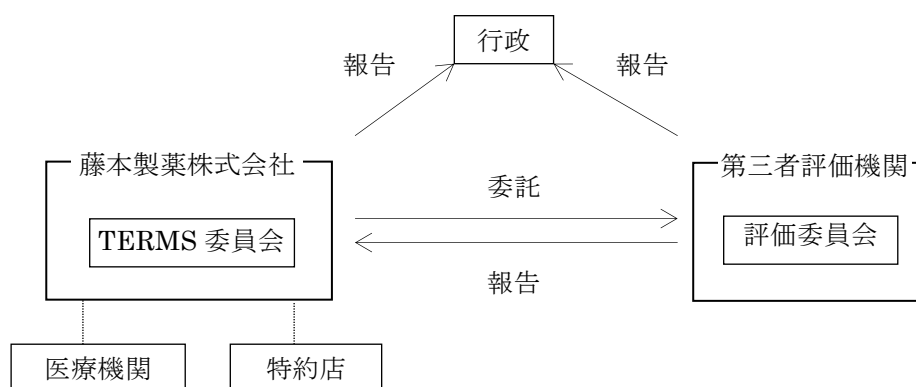 行政
報告
報告
藤本製薬株式会社
第三者評価機関
委託
TERMS 委員会
評価委員会
報告
医療機関
特約店